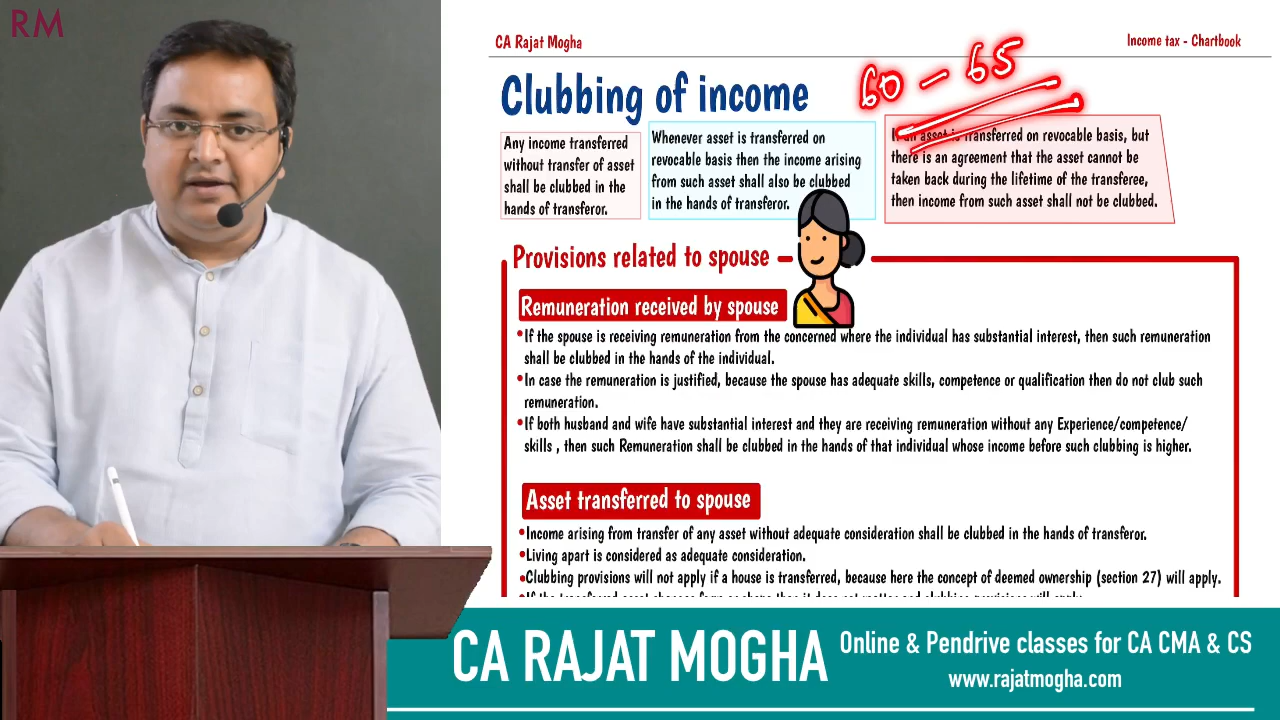 RM
CA Rajat Mogha
Income tax - Chartbook
Clubbing of income
60 - 65
Any income transferred
without transfer of asset
shall be clubbed in the
hands of transferor.
Whenever asset is transferred on
revocable basis then the income arising
from such asset shall also be clubbed
in the hands of transferor.
If an asset is transferred on revocable basis, but
there is an agreement that the asset cannot be
taken back during the lifetime of the transferee,
then income from such asset shall not be clubbed.
Provisions related to spouse
Remuneration received by spouse
•If the spouse is receiving remuneration from the concerned where the individual has substantial interest, then such remuneration
shall be clubbed in the hands of the individual.
•In case the remuneration is justified, because the spouse has adequate skills, competence or qualification then do not club such
remuneration.
•If both husband and wife have substantial interest and they are receiving remuneration without any Experience/competence/
skills , then such Remuneration shall be clubbed in the hands of that individual whose income before such clubbing is higher.
Asset transferred to spouse
•Income arising from transfer of any asset without adequate consideration shall be clubbed in the hands of transferor.
•Living apart is considered as adequate consideration.
•Clubbing provisions will not apply if a house is transferred, because here the concept of deemed ownership (section 27) will apply.
CA RAJAT MOGHA
Online & Pendrive classes for CA CMA & CS
www.rajatmogha.com